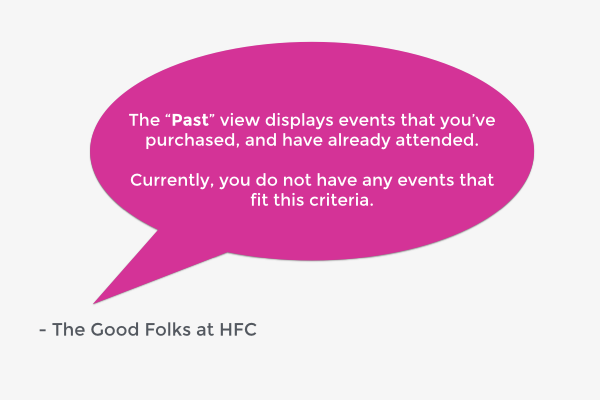 The “Past” view displays events that you’ve
purchased, and have already attended.
Currently, you do not have any events that
fit this criteria.
- The Good Folks at HFC